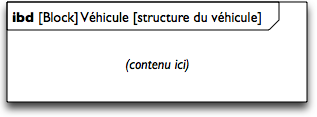 ibd [Block] Véhicule [structure du véhicule]
(contenu ici)